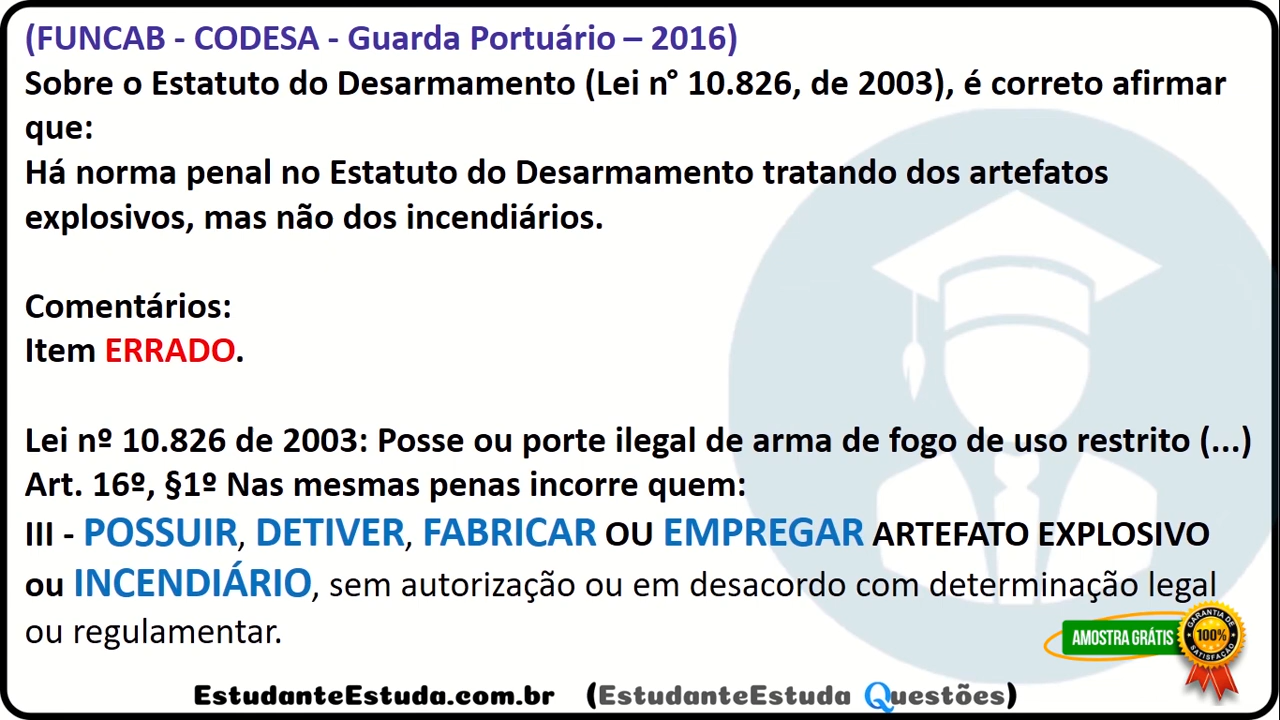 (FUNCAB - CODESA - Guarda Portuário – 2016)
Sobre o Estatuto do Desarmamento (Lei n° 10.826, de 2003), é correto afirmar
que:
Há norma penal no Estatuto do Desarmamento tratando dos artefatos
explosivos, mas não dos incendiários.
Comentários:
Item ERRADO.
Lei nº 10.826 de 2003: Posse ou porte ilegal de arma de fogo de uso restrito (...)
Art. 16º, §1º Nas mesmas penas incorre quem:
III - POSSUIR, DETIVER, FABRICAR OU EMPREGAR ARTEFATO EXPLOSIVO
ou INCENDIÁRIO, sem autorização ou em desacordo com determinação legal
ou regulamentar.
AMOSTRA GRÁTIS
GARANTIA DE
100%
SATISFAÇÃO
EstudanteEstuda.com.br (EstudanteEstuda Questões)